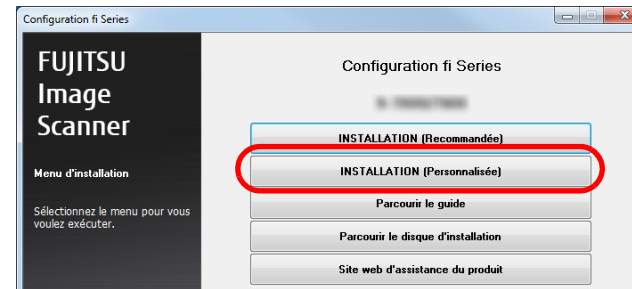 Configuration fi Series
FUJITSU
Image
Scanner
Menu d'installation
Sélectionnez le menu pour vous
voulez exécuter.
Configuration fi Series
INSTALLATION (Recommandée)
INSTALLATION (Personnalisée)
Parcourir le guide
Parcourir le disque d'installation
Site web d'assistance du produit